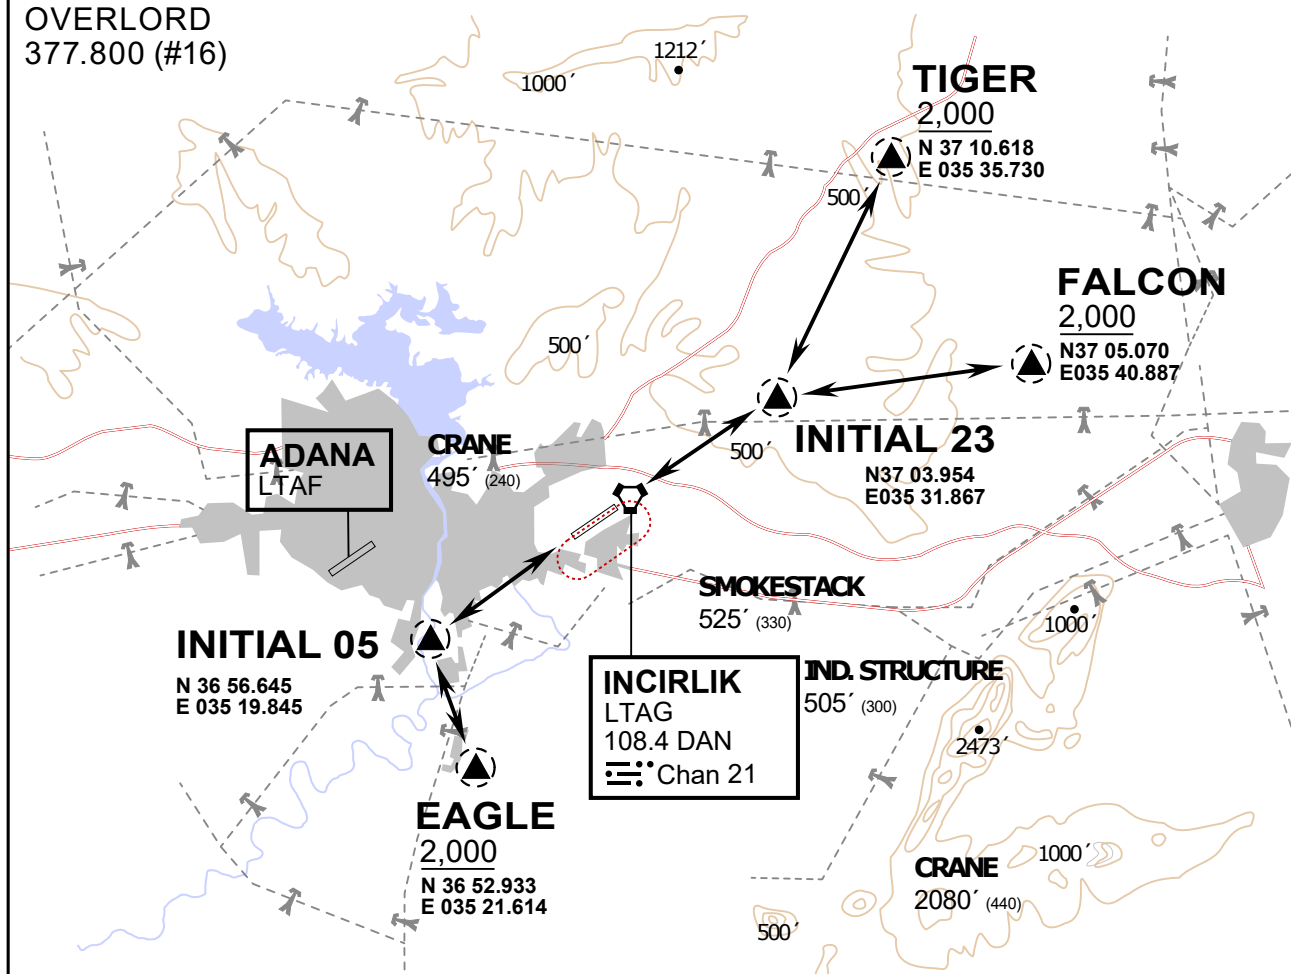 OVERLORD
377.800 (#16)
1212´
1000´
TIGER
2,000
N 37 10.618
E 035 35.730
500´
FALCON
2,000
N37 05.070
E035 40.887
500´
ADANA
LTAF
CRANE
495´ (240)
500´
INITIAL 23
N37 03.954
E035 31.867
SMOKESTACK
525´ (330)
1000´
INITIAL 05
N 36 56.645
E 035 19.845
INCIRLIK
LTAG
108.4 DAN
Chan 21
IND. STRUCTURE
505´ (300)
2473´
EAGLE
2,000
N 36 52.933
E 035 21.614
1000´
CRANE
2080´ (440)
500´